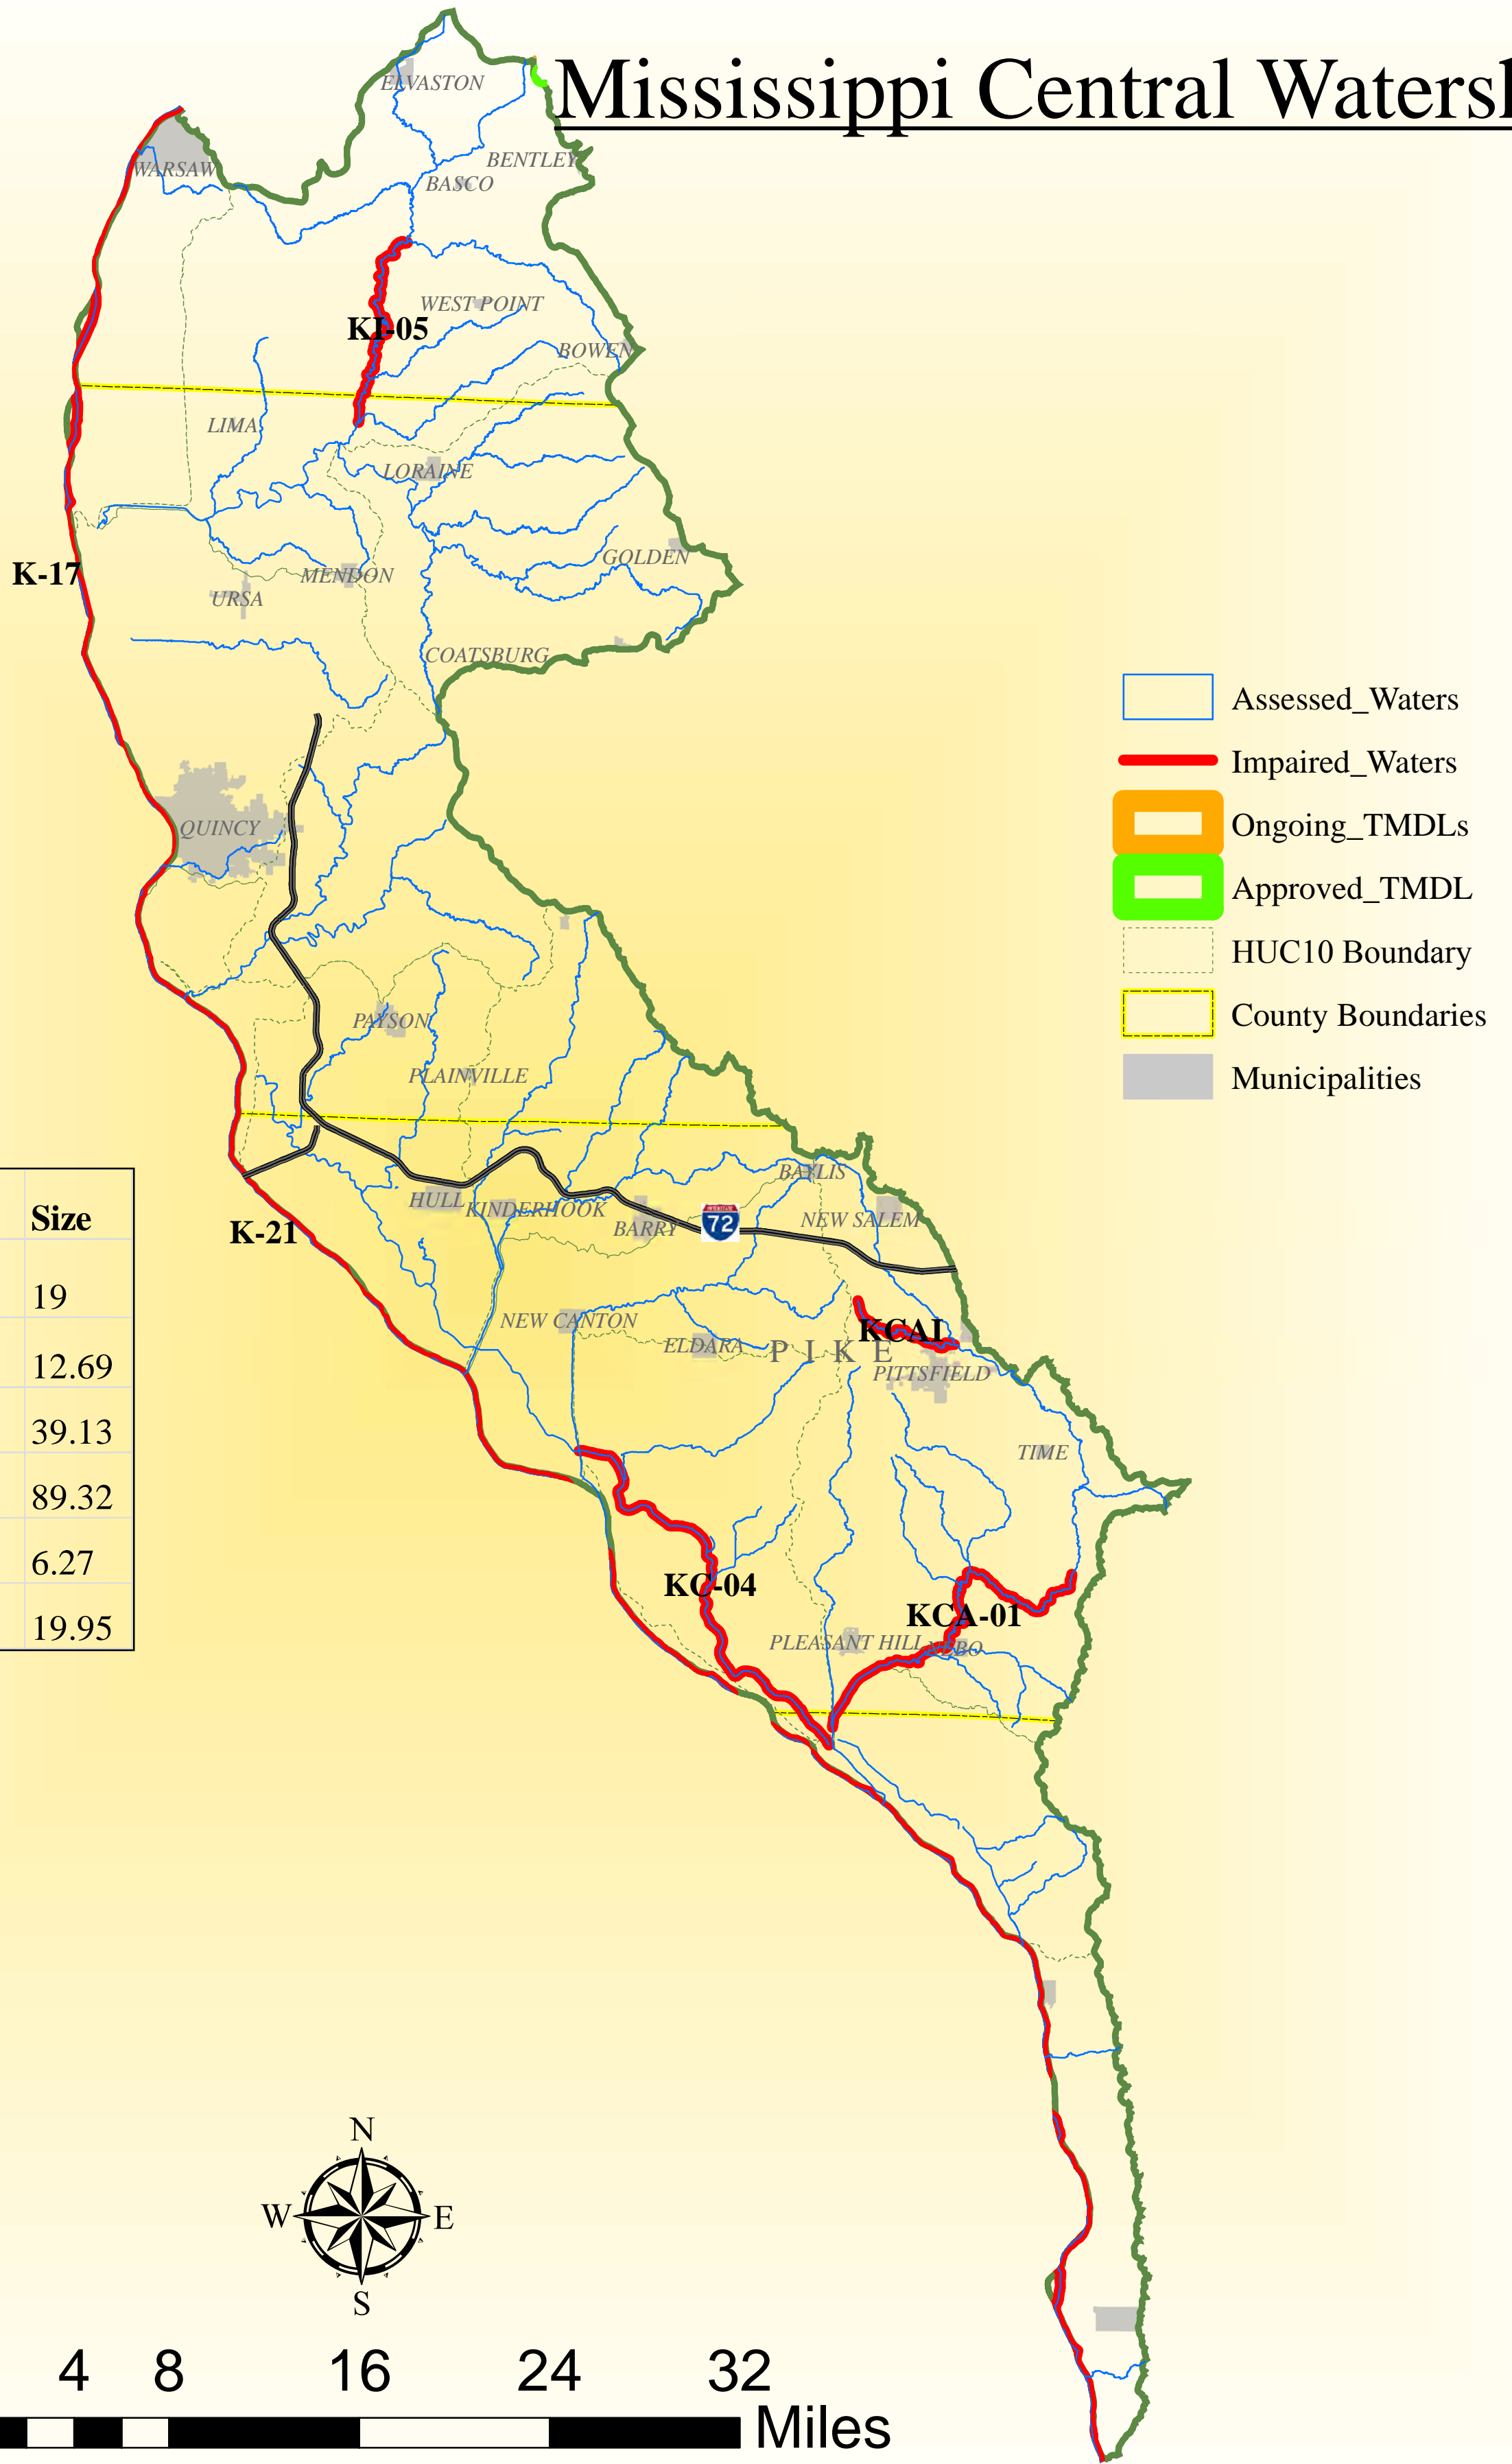 Mississippi Central Watersh
ELVASTON
BENTLEY
WARSAW
BASCO
WEST POINT
KI-05
BOWEN
LIMA
LORAINE
GOLDEN
K-17
MENDON
URSA
COATSBURG
Assessed_Waters
Impaired_Waters
Ongoing_TMDLs
Approved_TMDL
HUC10 Boundary
County Boundaries
Municipalities
QUINCY
PAYSON
PLAINVILLE
BAYLIS
HULL
KINDERHOOK
BARRY
72
NEW SALEM
K-21
Size
19
12.69
39.13
89.32
6.27
19.95
NEW CANTON
ELDARA
KCAI
PIKE
PITTSFIELD
TIME
KC-04
KCA-01
PLEASANT HILL
NEBO
N
W
E
S
4 8 16 24 32
Miles